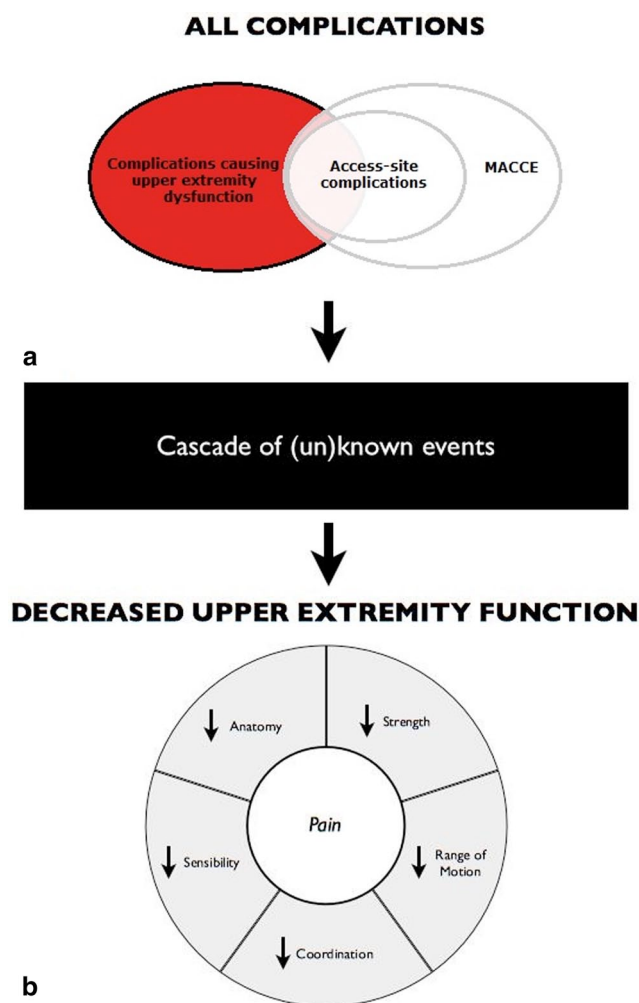 ALL COMPLICATIONS
Complications causing
upper extremity
dysfunction
Access-site
complications
MACCE
a
Cascade of (un)known events
DECREASED UPPER EXTREMITY FUNCTION
Anatomy
Strength
Pain
Sensibility
Range of
Motion
Coordination
b